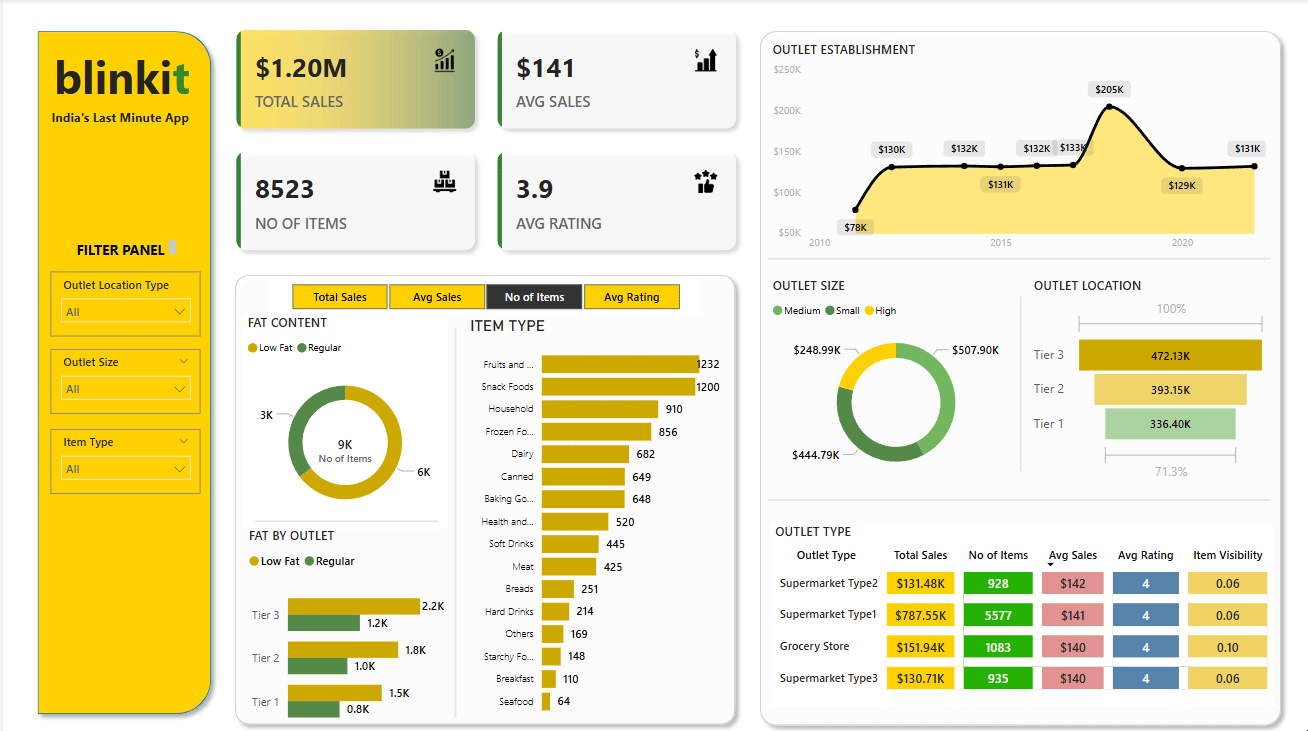 blinkit
India's Last Minute App
FILTER PANEL
Outlet Location Type
All
Outlet Size
All
Item Type
All
$1.20M
TOTAL SALES
$141
AVG SALES
8523
NO OF ITEMS
3.9
AVG RATING
Total Sales Avg Sales No of Items Avg Rating
FAT CONTENT
Low Fat Regular
3K
9K
No of Items
6K
FAT BY OUTLET
Low Fat Regular
Tier 3 2.2K
1.2K
Tier 2 1.8K
1.0K
Tier 1 1.5K
0.8K
ITEM TYPE
Fruits and ... 1232
Snack Foods 1200
Household 910
Frozen Fo... 856
Dairy 682
Canned 649
Baking Go... 648
Health and... 520
Soft Drinks 445
Meat 425
Breads 251
Hard Drinks 214
Others 169
Starchy Fo... 148
Breakfast 110
Seafood 64
OUTLET ESTABLISHMENT
$250K
$200K
$150K
$100K
$50K
$78K
$130K
$132K
$131K
$132K
$133K
$205K
$129K
$131K
2010 2015 2020
OUTLET SIZE
Medium Small High
$248.99K
$507.90K
$444.79K
OUTLET LOCATION
100%
Tier 3 472.13K
Tier 2 393.15K
Tier 1 336.40K
71.3%
OUTLET TYPE
Outlet Type Total Sales No of Items Avg Sales Avg Rating Item Visibility
Supermarket Type2 $131.48K 928 $142 4 0.06
Supermarket Type1 $787.55K 5577 $141 4 0.06
Grocery Store $151.94K 1083 $140 4 0.10
Supermarket Type3 $130.71K 935 $140 4 0.06